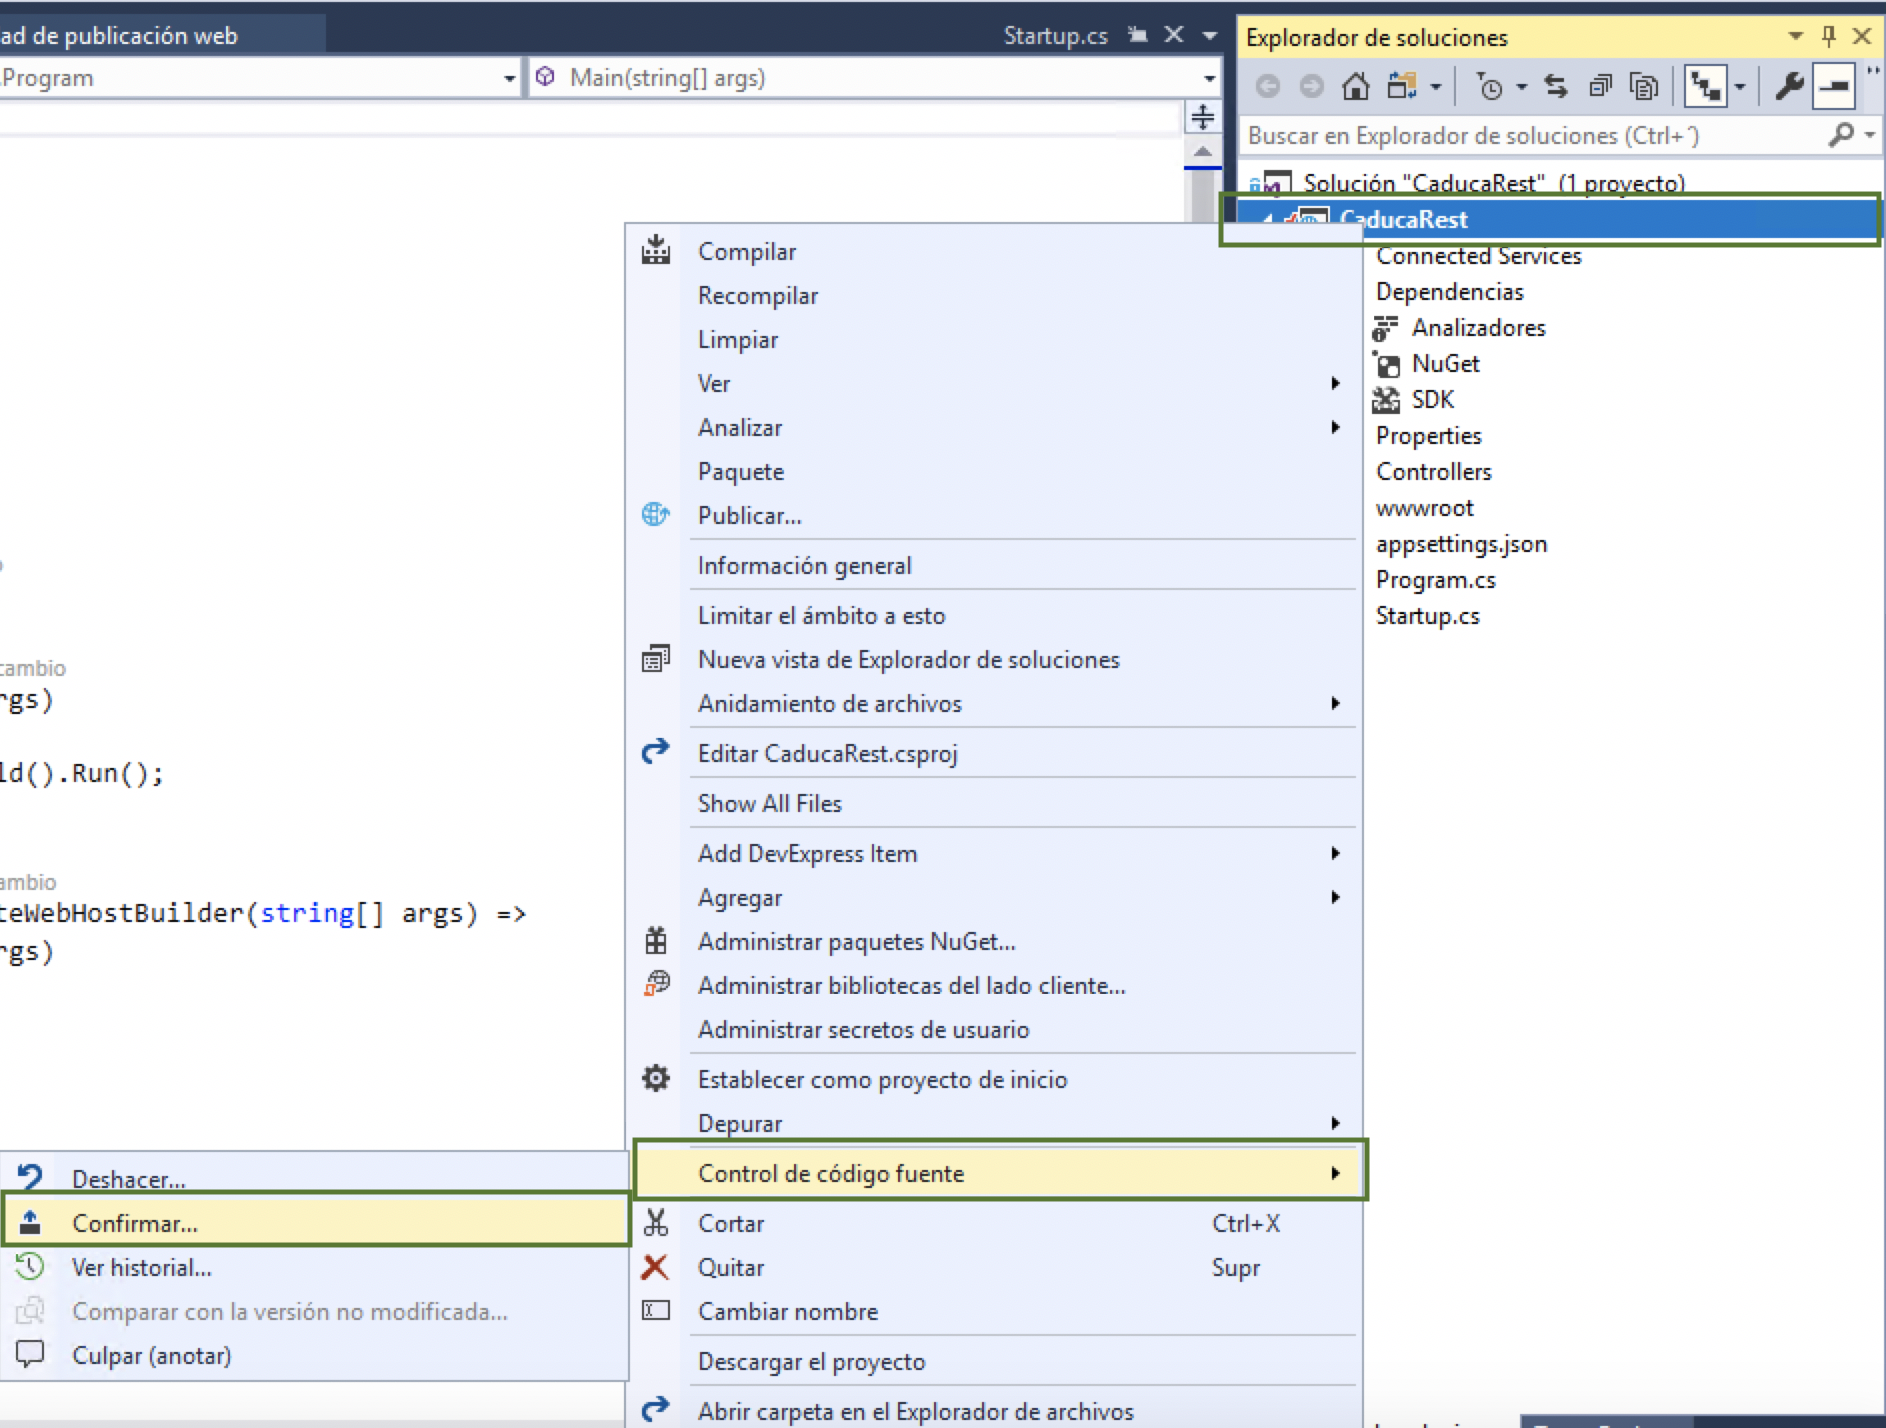 ad de publicación web
Startup.cs
Program
Main(string[] args)
cambio
rgs)
ld().Run();
ambio
teWebHostBuilder(string[] args) =>
rgs)
Explorador de soluciones
Buscar en Explorador de soluciones (Ctrl+´)
Solución "CaducaRest" (1 proyecto)
CaducaRest
Connected Services
Dependencias
Analizadores
NuGet
SDK
Properties
Controllers
wwwroot
appsettings.json
Program.cs
Startup.cs
Compilar
Recompilar
Limpiar
Ver
Analizar
Paquete
Publicar...
Información general
Limitar el ámbito a esto
Nueva vista de Explorador de soluciones
Anidamiento de archivos
Editar CaducaRest.csproj
Show All Files
Add DevExpress Item
Agregar
Administrar paquetes NuGet...
Administrar bibliotecas del lado cliente...
Administrar secretos de usuario
Establecer como proyecto de inicio
Depurar
Control de código fuente
Cortar Ctrl+X
Quitar Supr
Cambiar nombre
Descargar el proyecto
Abrir carpeta en el Explorador de archivos
Deshacer...
Confirmar...
Ver historial...
Comparar con la versión no modificada...
Culpar (anotar)